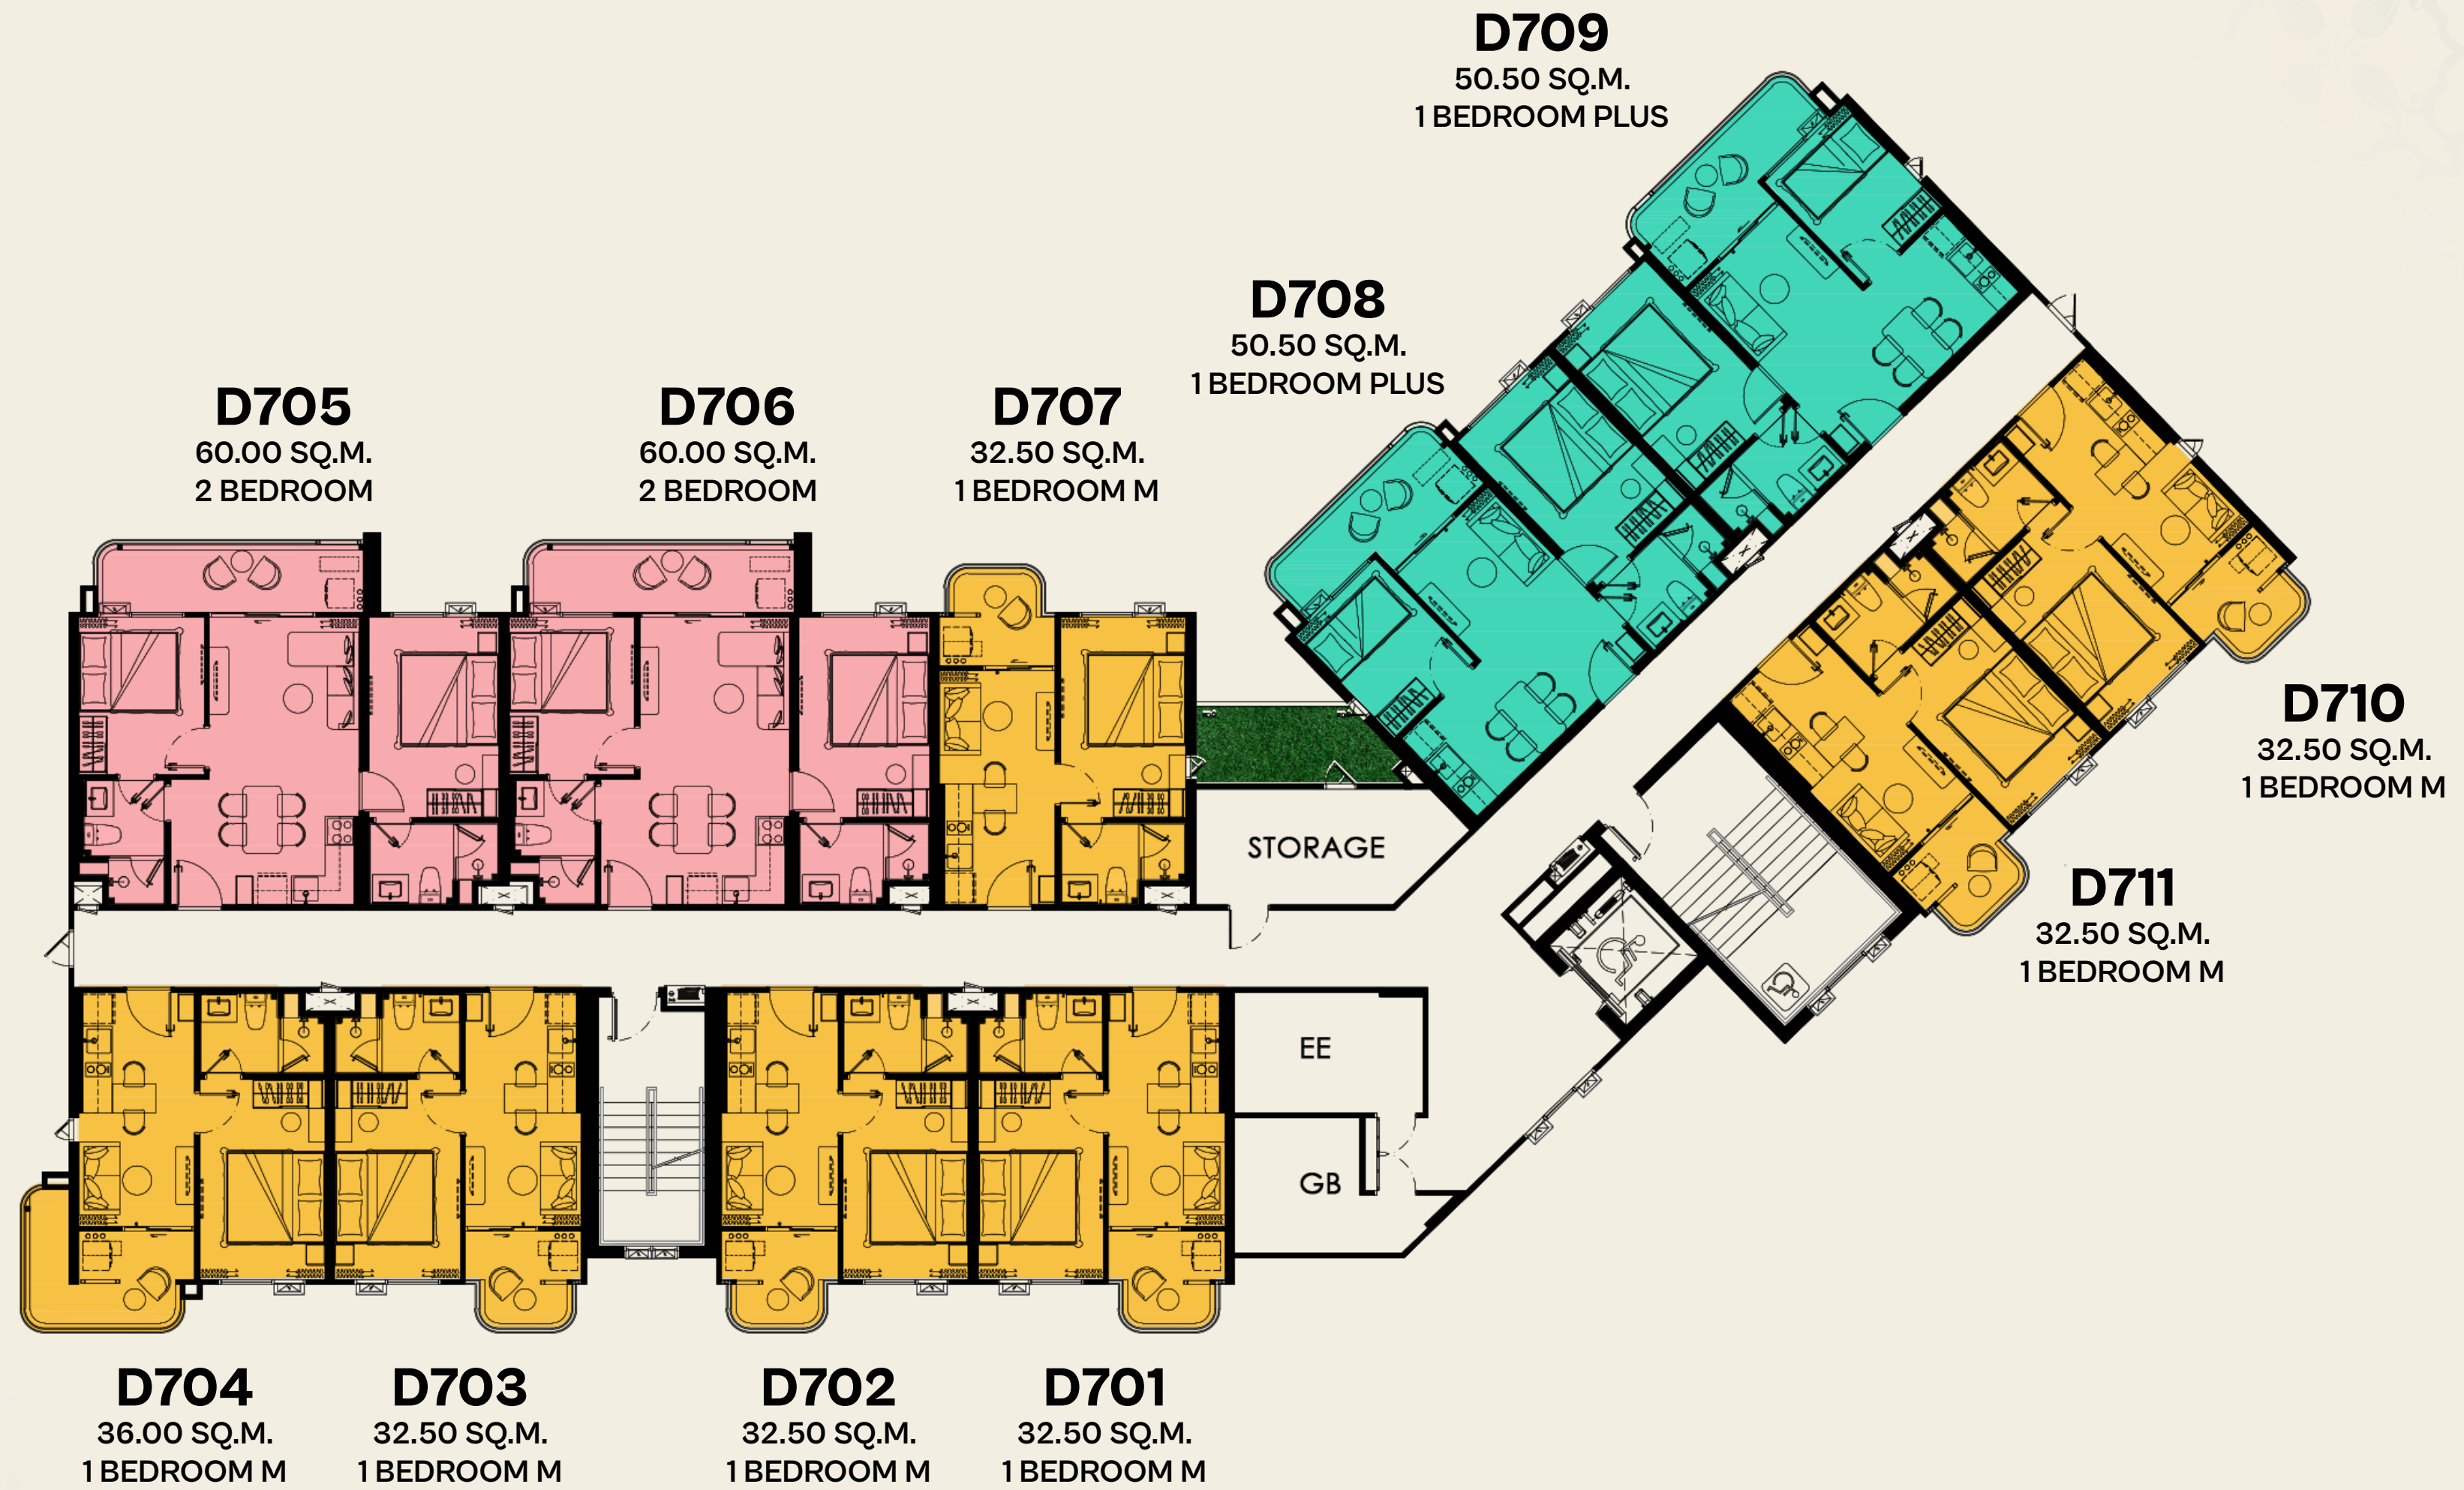 D709
50.50 SQ.M.
1 BEDROOM PLUS
D708
50.50 SQ.M.
1 BEDROOM PLUS
D705
60.00 SQ.M.
2 BEDROOM
D706
60.00 SQ.M.
2 BEDROOM
D707
32.50 SQ.M.
1 BEDROOM M
D710
32.50 SQ.M.
1 BEDROOM M
STORAGE
D711
32.50 SQ.M.
1 BEDROOM M
EE
GB
D704
36.00 SQ.M.
1 BEDROOM M
D703
32.50 SQ.M.
1 BEDROOM M
D702
32.50 SQ.M.
1 BEDROOM M
D701
32.50 SQ.M.
1 BEDROOM M